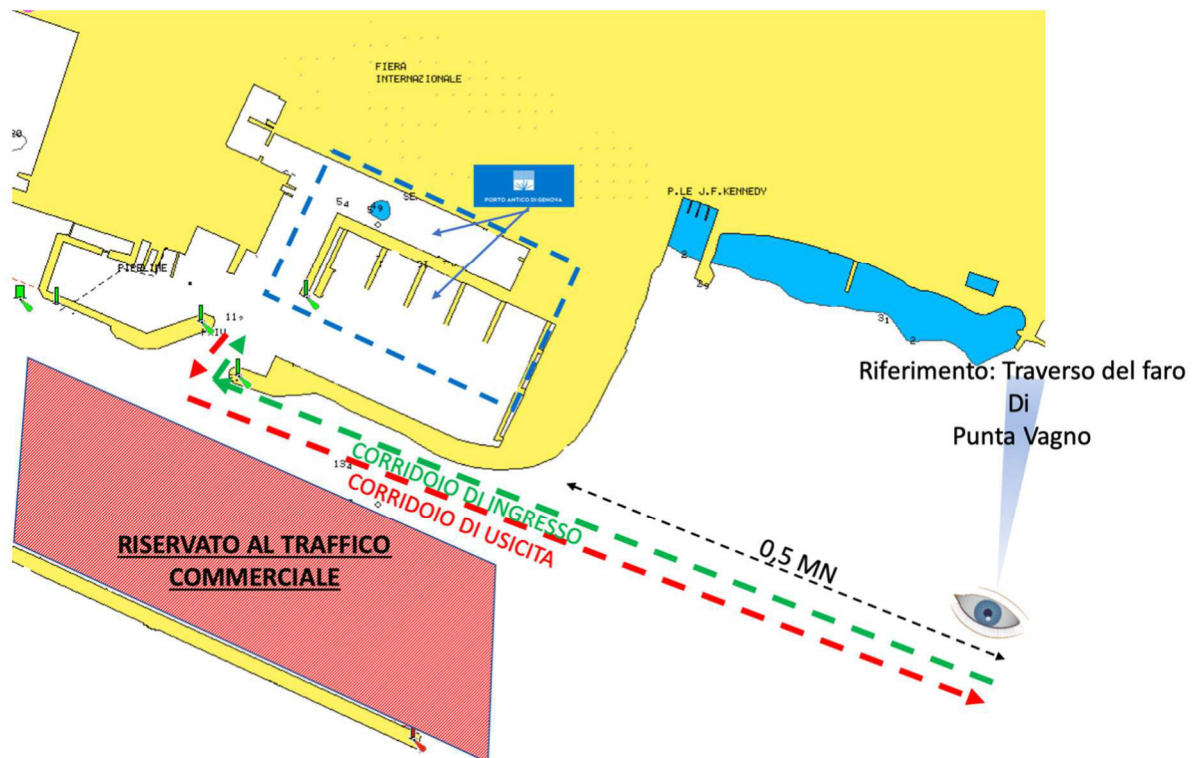 FIERA
INTERNAZIONALE
PORTO ANTICO DI GENOVA
P.LE J.F.KENNEDY
PIPELINE
Riferimento: Traverso del faro
Di
Punta Vagno
CORRIDOIO DI INGRESSO
CORRIDOIO DI USICITA
0,5 MN
RISERVATO AL TRAFFICO
COMMERCIALE